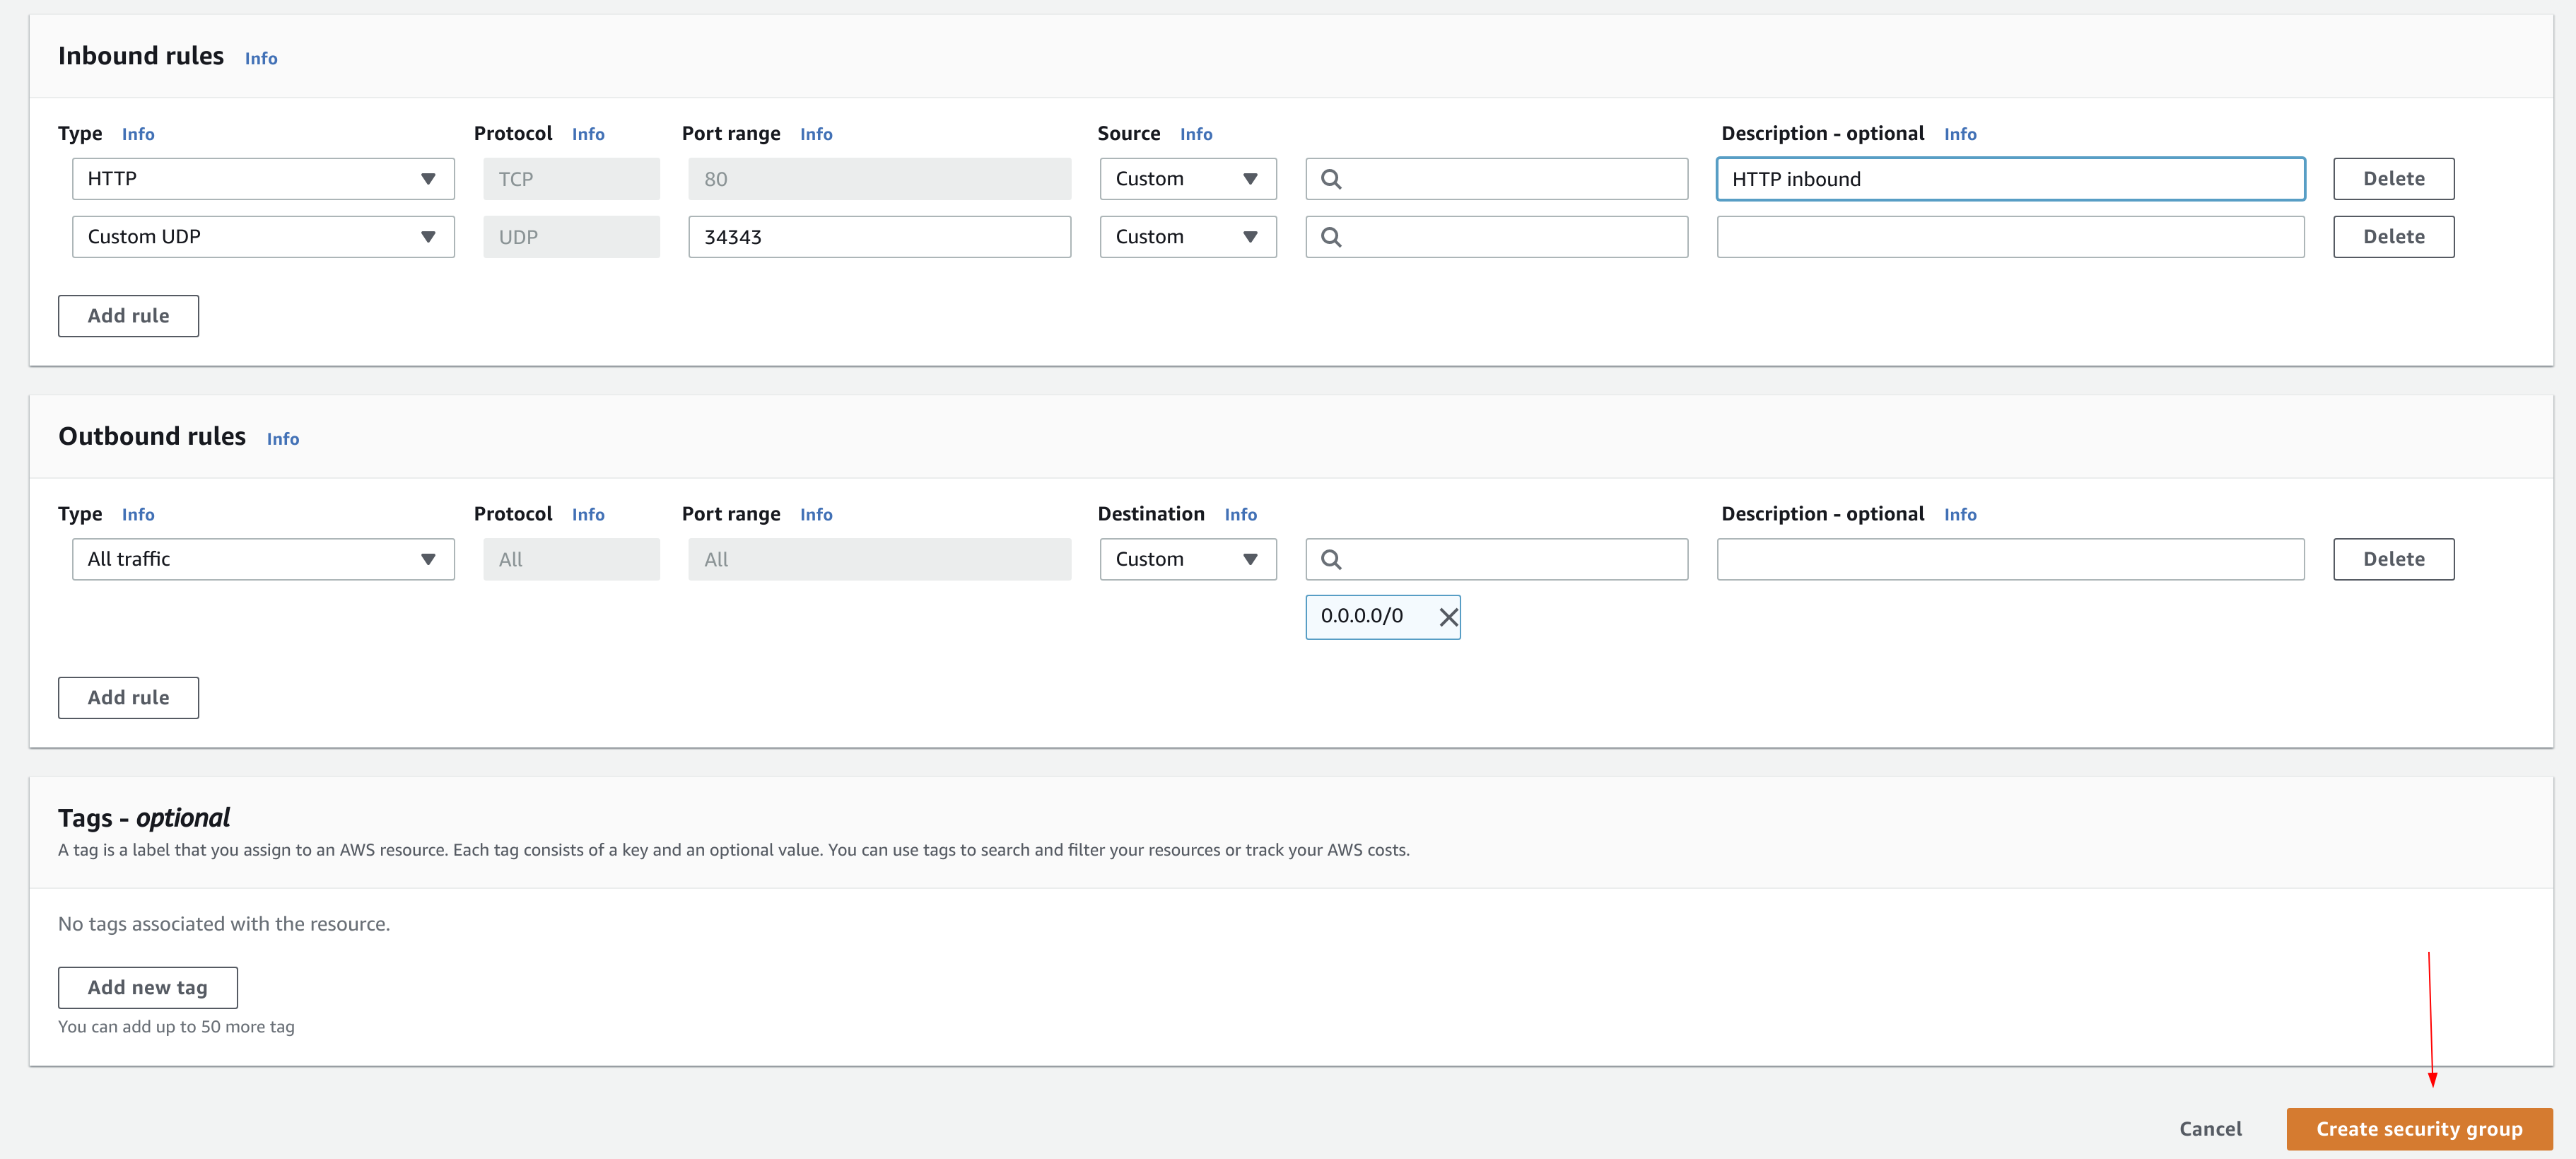 Inbound rules Info
Type Info Protocol Info Port range Info Source Info Description - optional Info
HTTP TCP 80 Custom HTTP inbound Delete
Custom UDP UDP 34343 Custom Delete
Add rule
Outbound rules Info
Type Info Protocol Info Port range Info Destination Info Description - optional Info
All traffic All All Custom Delete
0.0.0.0/0
Add rule
Tags - optional
A tag is a label that you assign to an AWS resource. Each tag consists of a key and an optional value. You can use tags to search and filter your resources or track your AWS costs.
No tags associated with the resource.
Add new tag
You can add up to 50 more tag
Cancel Create security group